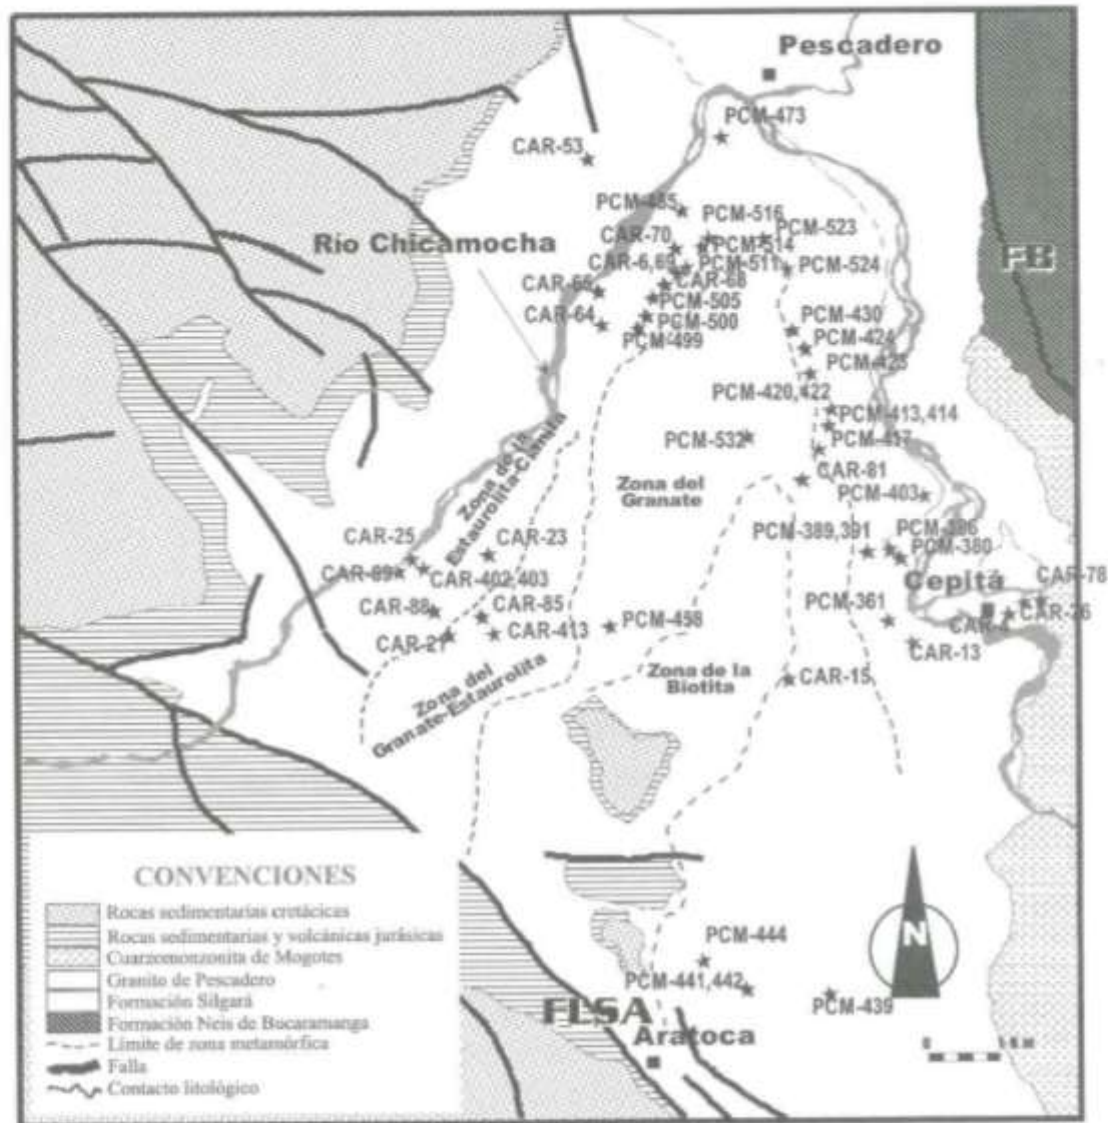 Pescadero
PCM-473
CAR-53
PCM-485
PCM-516
PCM-523
CAR-70
PCM-514
Río Chicamocha
CAR-6,69
PCM-511
PCM-524
FB
CAR-68
CAR-65
PCM-505
CAR-64
PCM-500
PCM-430
PCM-499
PCM-424
PCM-423
PCM-420,422
PCM-413,414
PCM-532
PCM-417
Zona de la
Estaurolita-Cianita
Zona del
Granate
CAR-81
PCM-403
CAR-25
CAR-23
PCM-389,391
PCM-386
PCM-380
CAR-89
CAR-402,403
Cepitá
CAR-78
CAR-88
CAR-85
PCM-458
PCM-361
CAR-4
CAR-26
CAR-21
CAR-413
CAR-13
Zona del
Granate-Estaurolita
Zona de la
Biotita
CAR-15
CONVENCIONES
Rocas sedimentarias cretácicas
Rocas sedimentarias y volcánicas jurásicas
Cuarzomonzonita de Mogotes
Granito de Pescadero
Formación Silgará
Formación Neis de Bucaramanga
Límite de zona metamórfica
Falla
Contacto litológico
N
PCM-444
PCM-441,442
PCM-439
FLSA
Aratoca